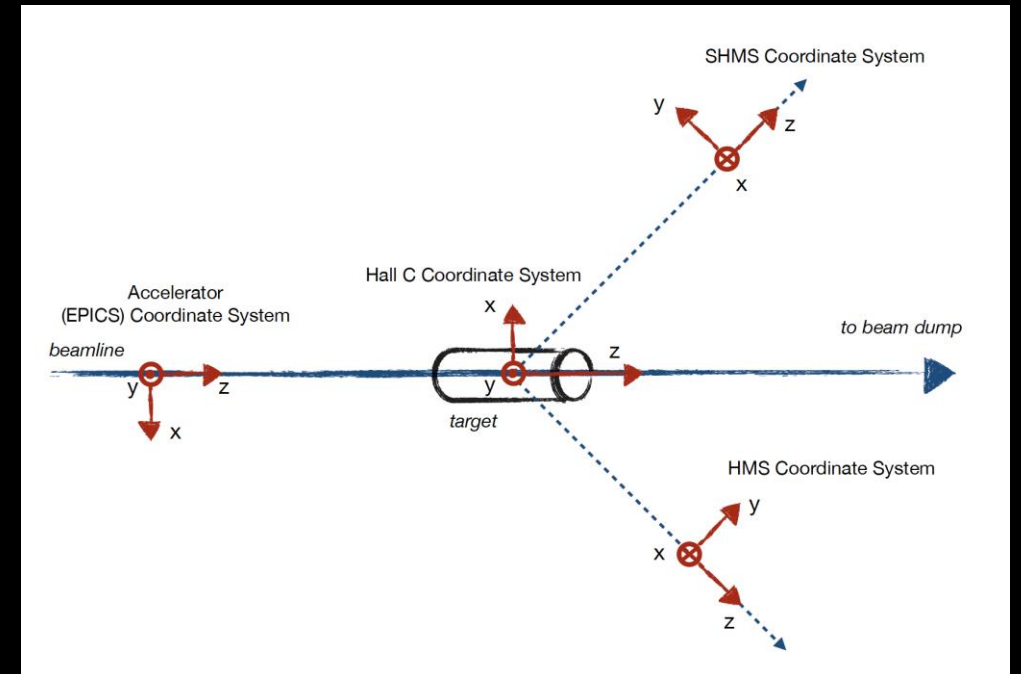 SHMS Coordinate System
y
z
x
Hall C Coordinate System
x
Accelerator
(EPICS) Coordinate System
to beam dump
beamline
z
y
z
y
x
target
HMS Coordinate System
y
x
z